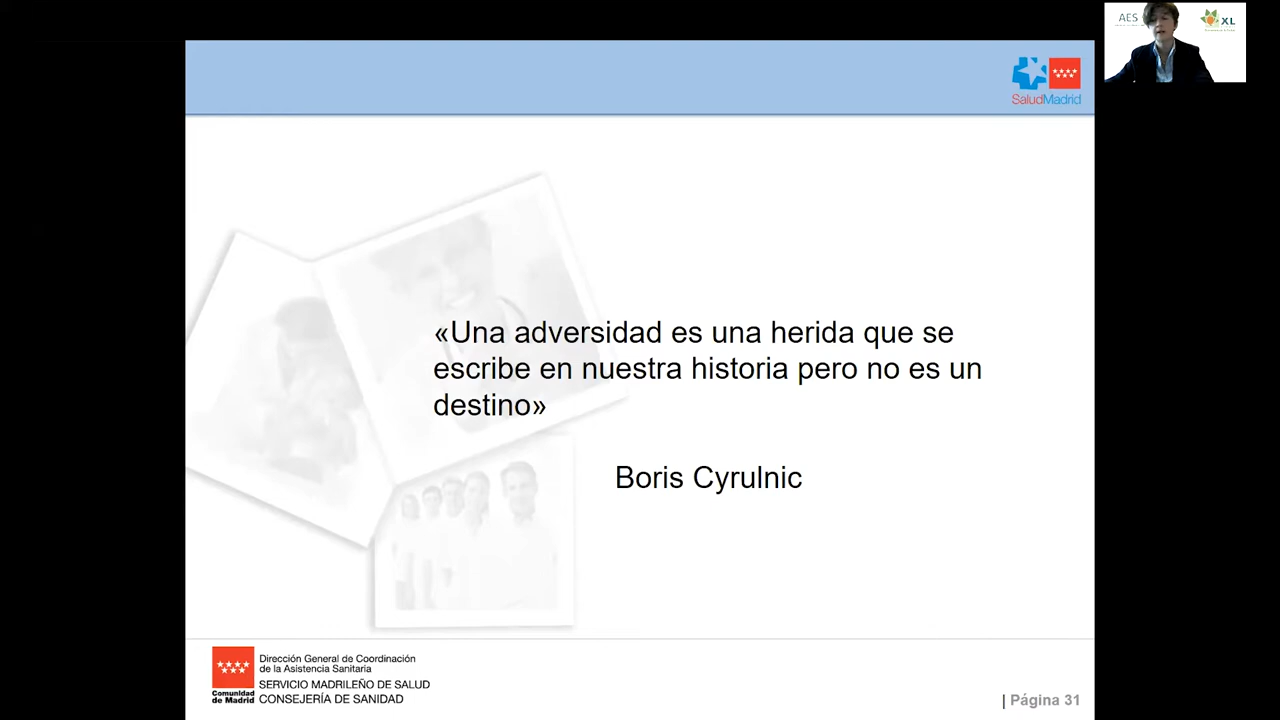 AES
XL
SaludMadrid
«Una adversidad es una herida que se
escribe en nuestra historia pero no es un
destino»
Boris Cyrulnic
Dirección General de Coordinación
de la Asistencia Sanitaria
SERVICIO MADRILEÑO DE SALUD
CONSEJERÍA DE SANIDAD
Comunidad
de Madrid
| Página 31